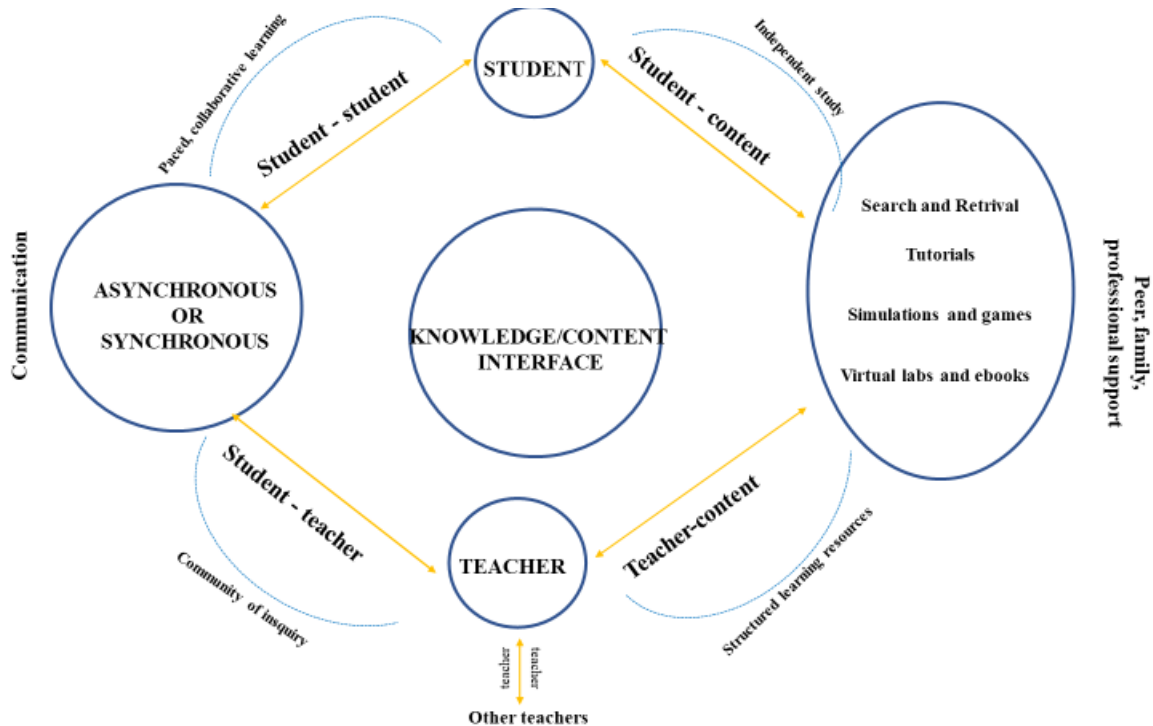 Paced, collaborative learning
Student - student
STUDENT
Student - content
Independent study
Communication
ASYNCHRONOUS
OR
SYNCHRONOUS
KNOWLEDGE/CONTENT
INTERFACE
Search and Retrival
Tutorials
Simulations and games
Virtual labs and ebooks
Peer, family,
professional support
Student - teacher
Community of insquiry
TEACHER
Teacher-content
Structured learning resources
teacher
teacher
Other teachers